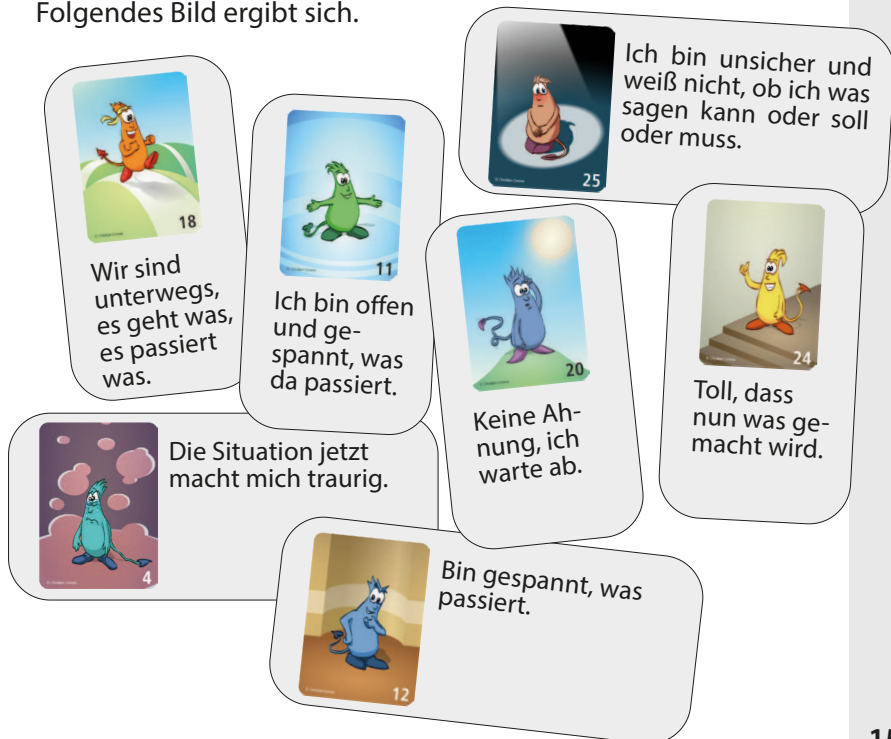 Folgendes Bild ergibt sich.
18
Wir sind
unterwegs,
es geht was,
es passiert
was.
11
Ich bin offen
und ge-
spannt, was
da passiert.
25
Ich bin unsicher und
weiß nicht, ob ich was
sagen kann oder soll
oder muss.
20
Keine Ah-
nung, ich
warte ab.
24
Toll, dass
nun was ge-
macht wird.
4
Die Situation jetzt
macht mich traurig.
12
Bin gespannt, was
passiert.